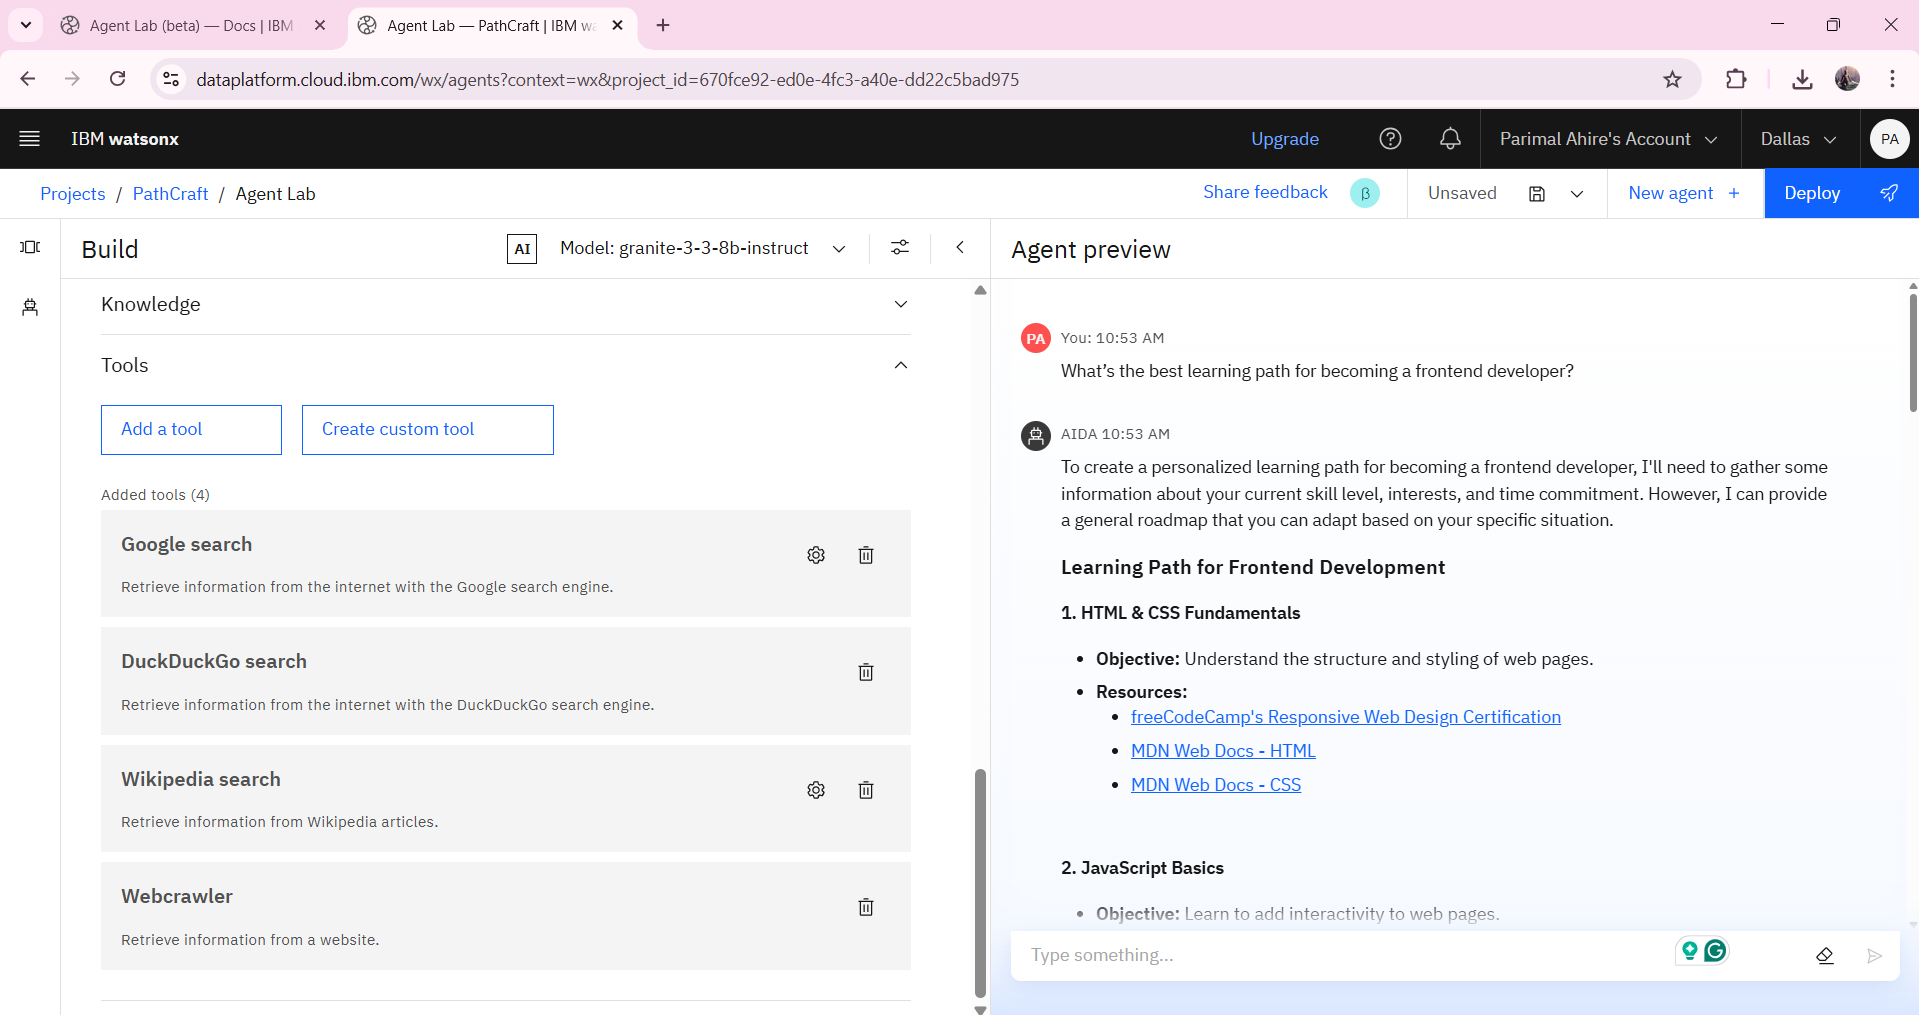 Agent Lab (beta) — Docs | IBM
Agent Lab — PathCraft | IBM wa
dataplatform.cloud.ibm.com/wx/agents?context=wx&project_id=670fce92-ed0e-4fc3-a40e-dd22c5bad975
IBM watsonx
Upgrade
Parimal Ahire's Account
Dallas
PA
Projects / PathCraft / Agent Lab
Share feedback
β
Unsaved
New agent +
Deploy
Build
AI
Model: granite-3-3-8b-instruct
Knowledge
Tools
Add a tool
Create custom tool
Added tools (4)
Google search
Retrieve information from the internet with the Google search engine.
DuckDuckGo search
Retrieve information from the internet with the DuckDuckGo search engine.
Wikipedia search
Retrieve information from Wikipedia articles.
Webcrawler
Retrieve information from a website.
Agent preview
PA
You: 10:53 AM
What’s the best learning path for becoming a frontend developer?
AIDA 10:53 AM
To create a personalized learning path for becoming a frontend developer, I'll need to gather some
information about your current skill level, interests, and time commitment. However, I can provide
a general roadmap that you can adapt based on your specific situation.
Learning Path for Frontend Development
1. HTML & CSS Fundamentals
• Objective: Understand the structure and styling of web pages.
• Resources:
• freeCodeCamp's Responsive Web Design Certification
• MDN Web Docs - HTML
• MDN Web Docs - CSS
2. JavaScript Basics
• Objective: Learn to add interactivity to web pages.
Type something...